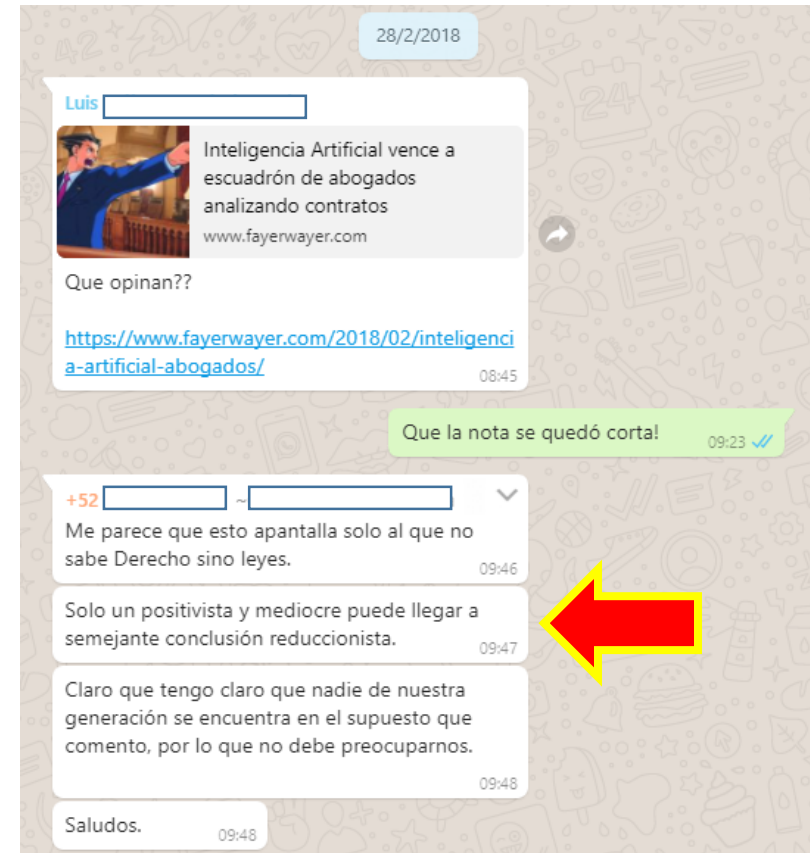 28/2/2018
Luis
Inteligencia Artificial vence a
escuadrón de abogados
analizando contratos
www.fayerwayer.com
Que opinan??
https://www.fayerwayer.com/2018/02/inteligenci
a-artificial-abogados/
08:45
Que la nota se quedó corta!
09:23
+52 ~
Me parece que esto apantalla solo al que no
sabe Derecho sino leyes.
09:46
Solo un positivista y mediocre puede llegar a
semejante conclusión reduccionista.
09:47
Claro que tengo claro que nadie de nuestra
generación se encuentra en el supuesto que
comento, por lo que no debe preocuparnos.
09:48
Saludos.
09:48